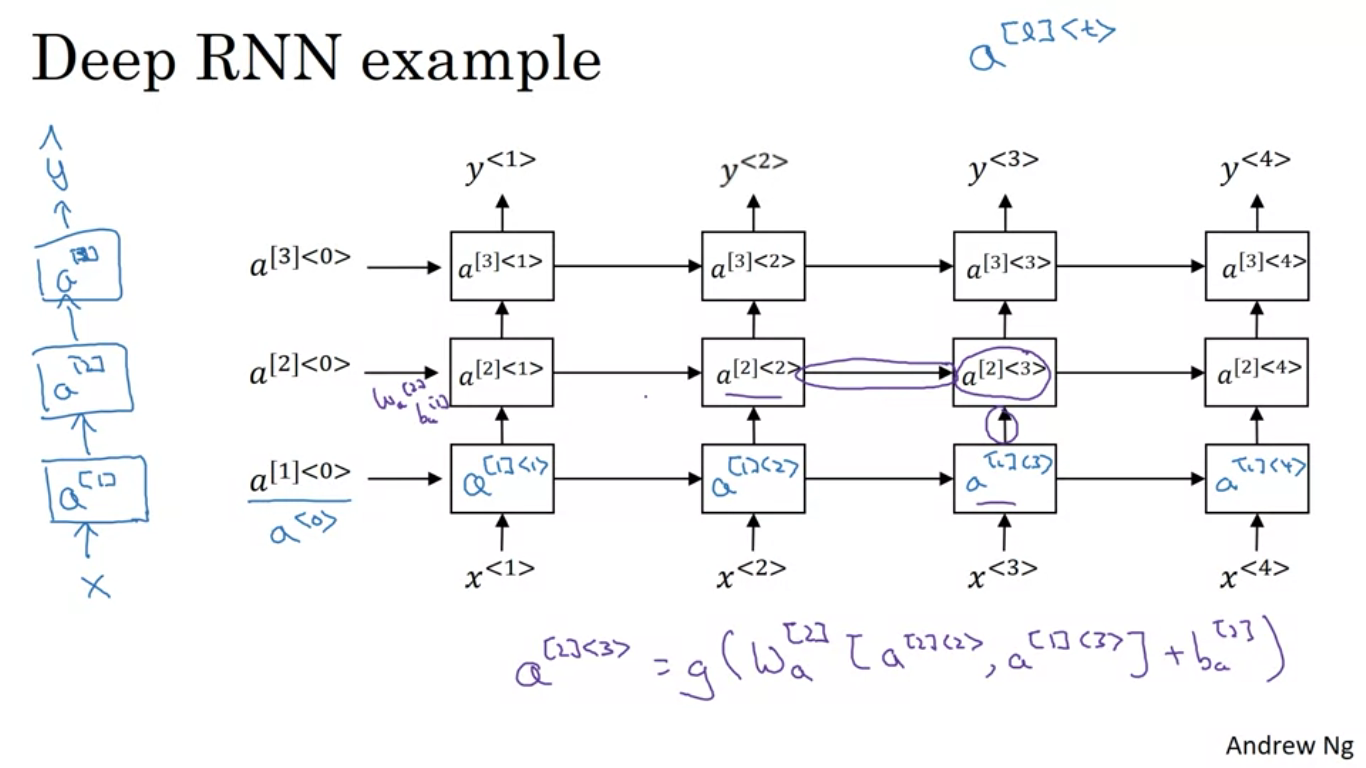 Deep RNN example
a^{[l]<t>}
ŷ
y^{<1>} y^{<2>} y^{<3>} y^{<4>}
a^{[3]}
a^{[3]<0>} a^{[3]<1>} a^{[3]<2>} a^{[3]<3>} a^{[3]<4>}
a^{[2]}
a^{[2]<0>} a^{[2]<1>} a^{[2]<2>} a^{[2]<3>} a^{[2]<4>}
W_a^{[2]}
b_a^{[2]}
a^{[1]}
a^{[1]<0>} a^{[1]<1>} a^{[1]<2>} a^{[1]<3>} a^{[1]<4>}
a^{<0>}
x
x^{<1>} x^{<2>} x^{<3>} x^{<4>}
a^{[2]<3>} = g(W_a^{[2]} [a^{[2]<2>}, a^{[1]<3>}] + b_a^{[2]})
Andrew Ng